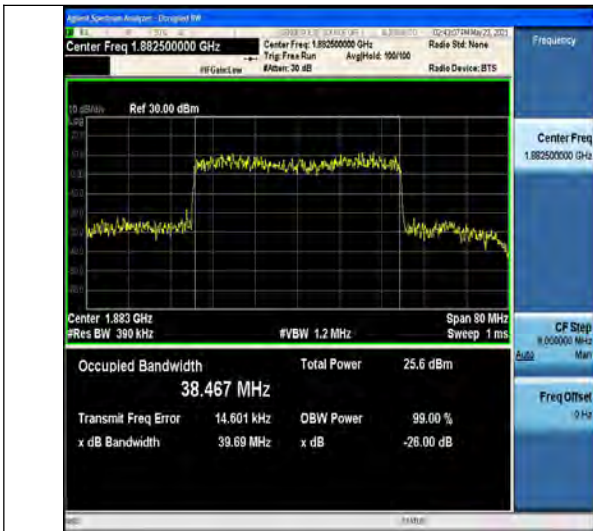 Agilent Spectrum Analyzer - Occupied BW
Center Freq 1.882500000 GHz
Center Freq: 1.882500000 GHz
Radio Std: None
Frequency
Trig: Free Run
Avg|Hold: 100/100
#IFGain:Low
#Atten: 30 dB
Radio Device: BTS
10 dB/div
Ref 30.00 dBm
Log
Center Freq
1.882500000 GHz
Center 1.883 GHz
Span 80 MHz
#Res BW 390 kHz
#VBW 1.2 MHz
Sweep 1 ms
CF Step
8.000000 MHz
Auto
Man
Occupied Bandwidth
Total Power
25.6 dBm
38.467 MHz
Freq Offset
0 Hz
Transmit Freq Error
14.601 kHz
OBW Power
99.00 %
x dB Bandwidth
39.69 MHz
x dB
-26.00 dB
STATUS